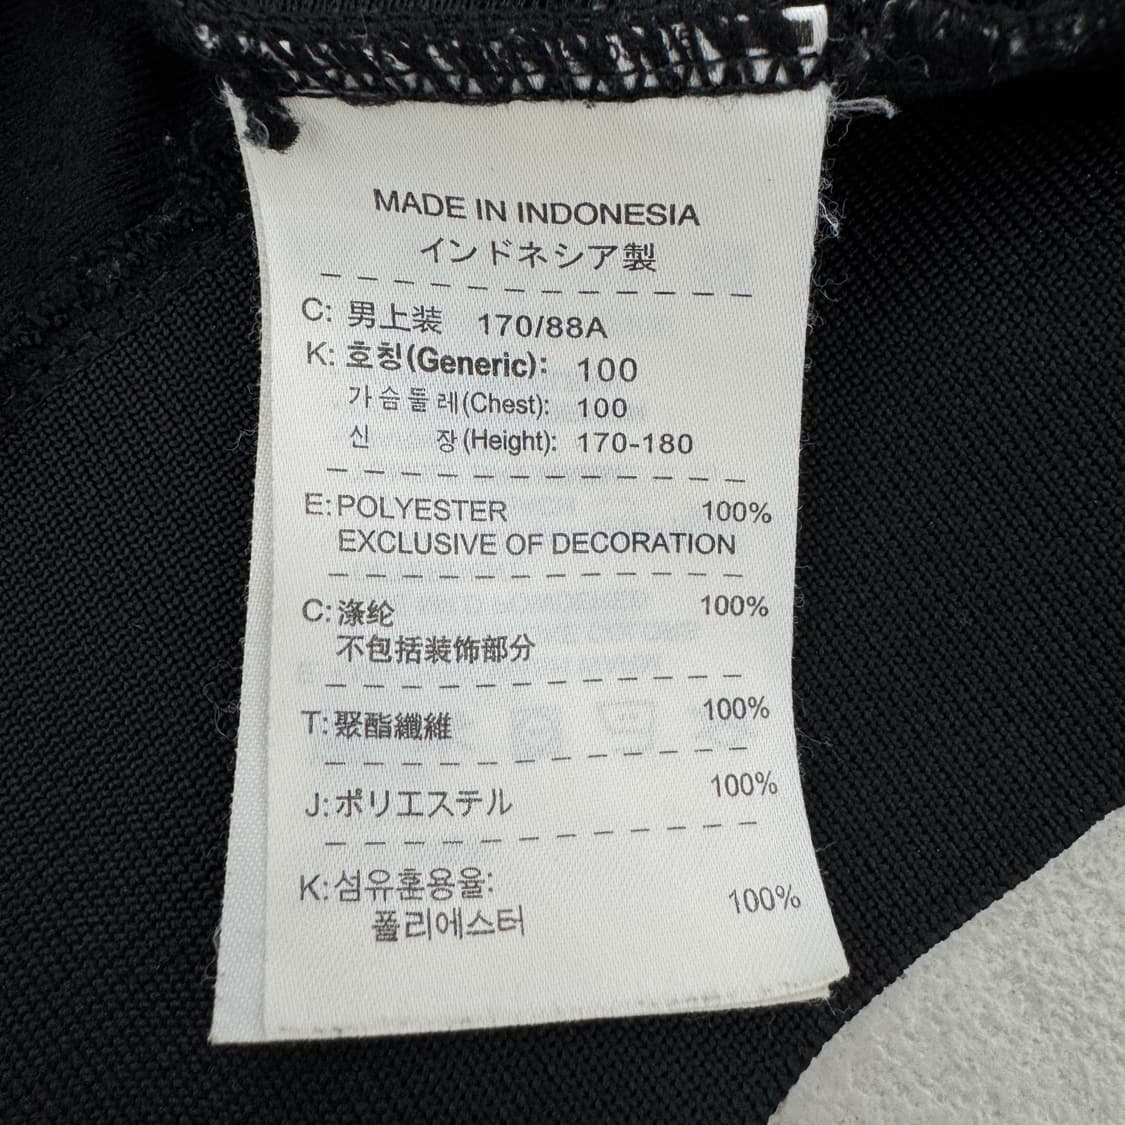 MADE IN INDONESIA
インドネシア製
C: 男上装 170/88A
K: 호칭(Generic): 100
가슴둘레(Chest): 100
신 장(Height): 170-180
E: POLYESTER 100%
EXCLUSIVE OF DECORATION
C: 涤纶 100%
不包括装饰部分
T: 聚酯纖維 100%
J: ポリエステル 100%
K: 섬유혼용율:
폴리에스터 100%